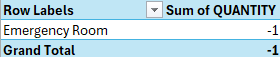 Row Labels Sum of QUANTITY
Emergency Room -1
Grand Total -1